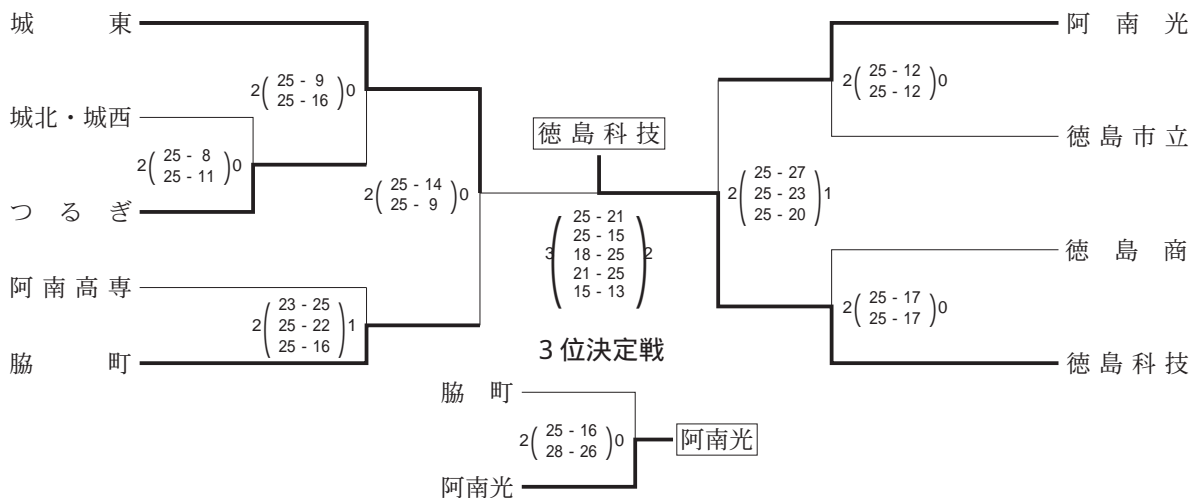 城東
2(25 - 9
25 - 16)0
城北・城西
2(25 - 8
25 - 11)0
つるぎ
2(25 - 14
25 - 9)0
阿南高専
2(23 - 25
25 - 22
25 - 16)1
脇町
徳島科技
3(25 - 21
25 - 15
18 - 25
21 - 25
15 - 13)2
阿南光
2(25 - 12
25 - 12)0
徳島市立
2(25 - 27
25 - 23
25 - 20)1
徳島商
2(25 - 17
25 - 17)0
徳島科技
3位決定戦
脇町
2(25 - 16
28 - 26)0
阿南光
阿南光